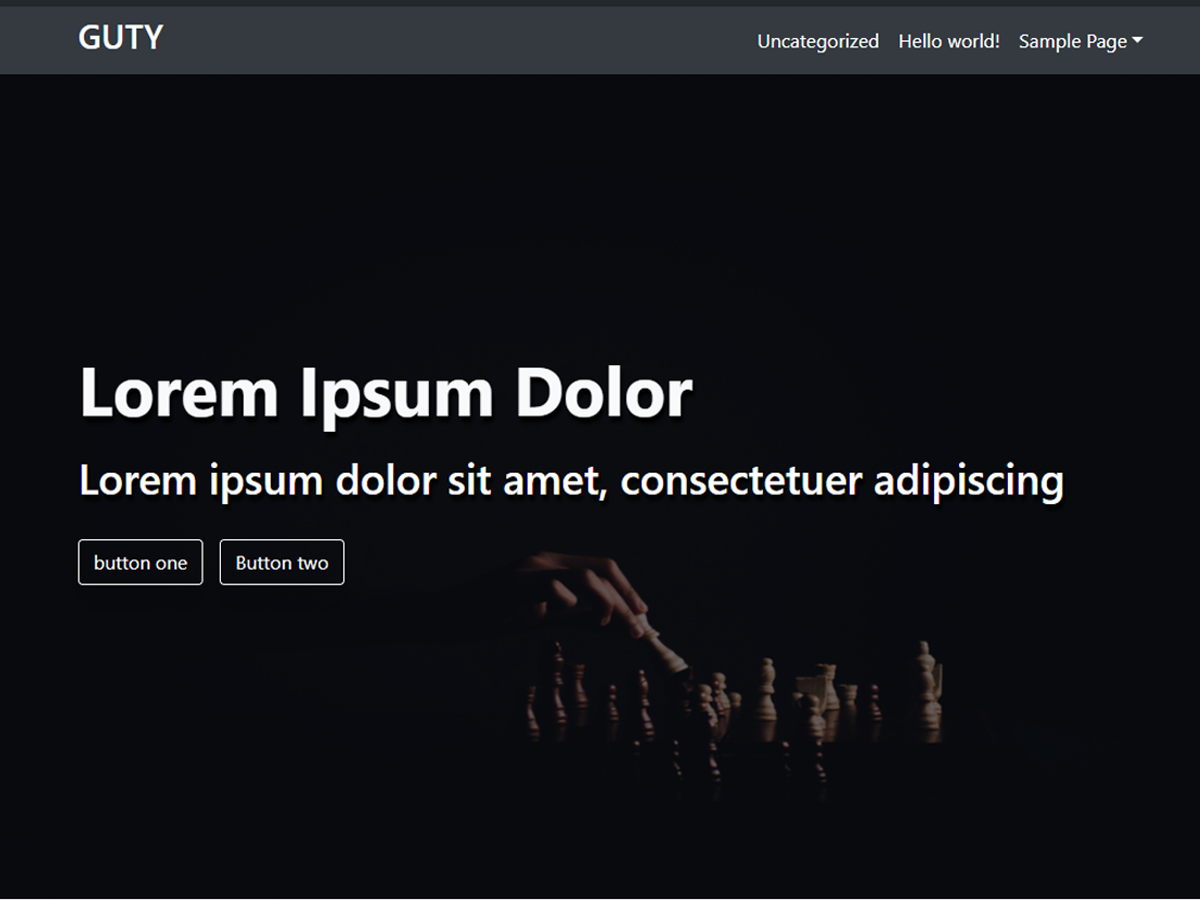 GUTY
Uncategorized Hello world! Sample Page
Lorem Ipsum Dolor
Lorem ipsum dolor sit amet, consectetuer adipiscing
button one Button two